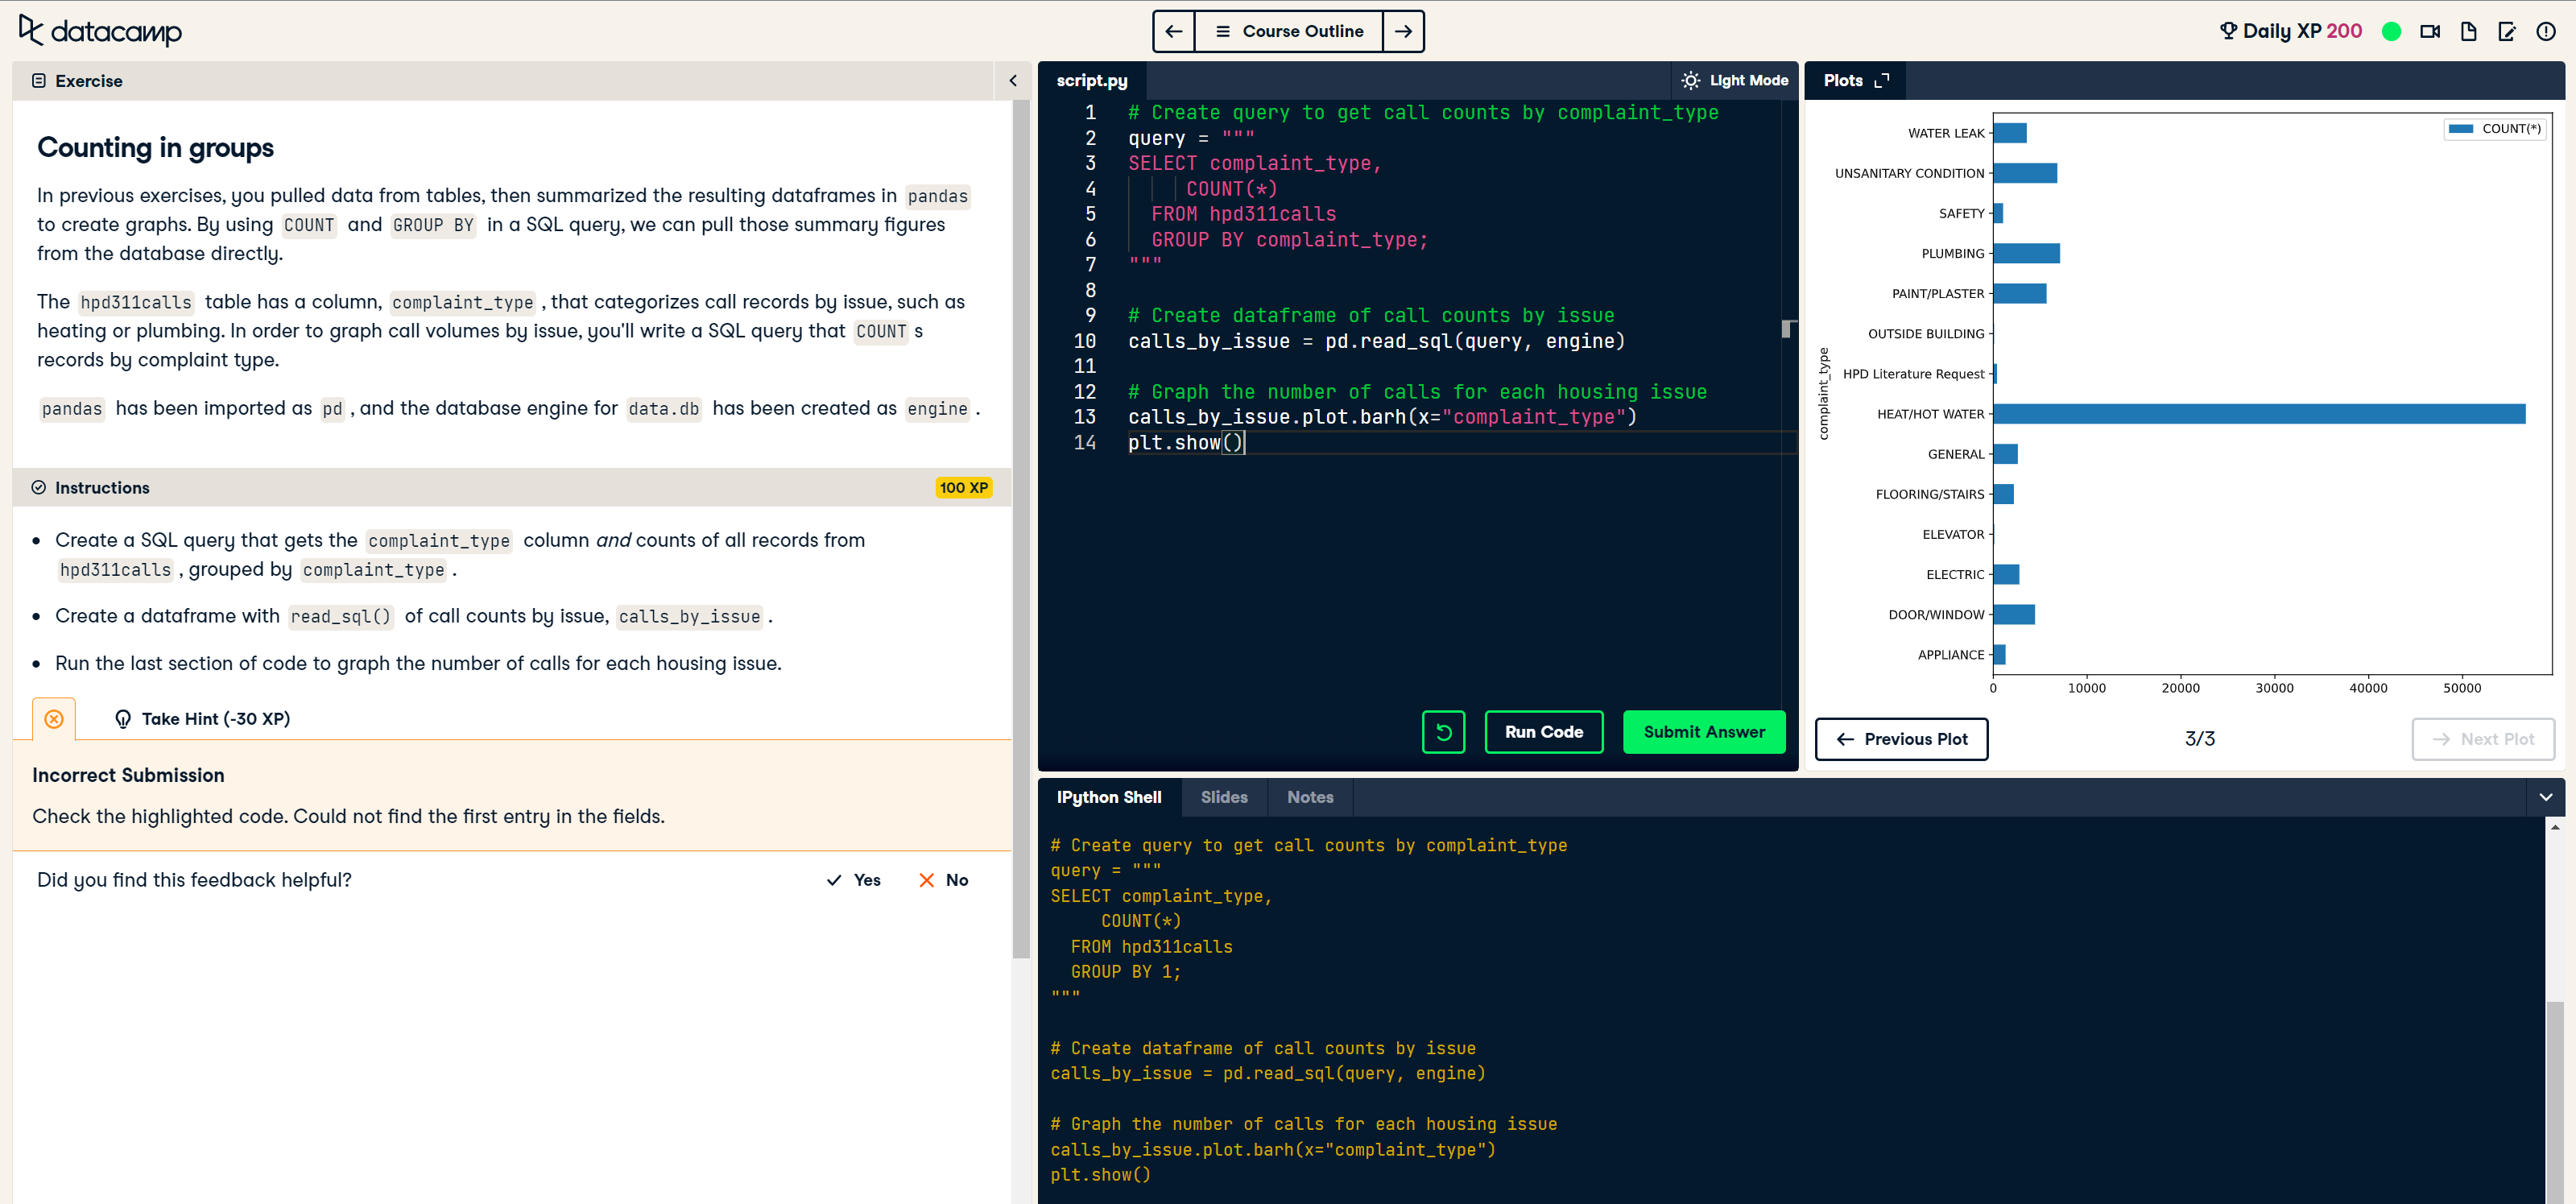 datacamp
Course Outline
Daily XP 200
Exercise
Counting in groups
In previous exercises, you pulled data from tables, then summarized the resulting dataframes in pandas
to create graphs. By using COUNT and GROUP BY in a SQL query, we can pull those summary figures
from the database directly.
The hpd311calls table has a column, complaint_type , that categorizes call records by issue, such as
heating or plumbing. In order to graph call volumes by issue, you'll write a SQL query that COUNT s
records by complaint type.
pandas has been imported as pd , and the database engine for data.db has been created as engine .
Instructions
100 XP
• Create a SQL query that gets the complaint_type column and counts of all records from
hpd311calls , grouped by complaint_type .
• Create a dataframe with read_sql() of call counts by issue, calls_by_issue .
• Run the last section of code to graph the number of calls for each housing issue.
Take Hint (-30 XP)
Incorrect Submission
Check the highlighted code. Could not find the first entry in the fields.
Did you find this feedback helpful?
Yes
No
script.py
Light Mode
1 # Create query to get call counts by complaint_type
2 query = """
3 SELECT complaint_type,
4 COUNT(*)
5 FROM hpd311calls
6 GROUP BY complaint_type;
7 """
8
9 # Create dataframe of call counts by issue
10 calls_by_issue = pd.read_sql(query, engine)
11
12 # Graph the number of calls for each housing issue
13 calls_by_issue.plot.barh(x="complaint_type")
14 plt.show()
Run Code
Submit Answer
Plots
COUNT(*)
complaint_type
WATER LEAK
UNSANITARY CONDITION
SAFETY
PLUMBING
PAINT/PLASTER
OUTSIDE BUILDING
HPD Literature Request
HEAT/HOT WATER
GENERAL
FLOORING/STAIRS
ELEVATOR
ELECTRIC
DOOR/WINDOW
APPLIANCE
0 10000 20000 30000 40000 50000
Previous Plot
3/3
Next Plot
IPython Shell
Slides
Notes
# Create query to get call counts by complaint_type
query = """
SELECT complaint_type,
COUNT(*)
FROM hpd311calls
GROUP BY 1;
"""
# Create dataframe of call counts by issue
calls_by_issue = pd.read_sql(query, engine)
# Graph the number of calls for each housing issue
calls_by_issue.plot.barh(x="complaint_type")
plt.show()